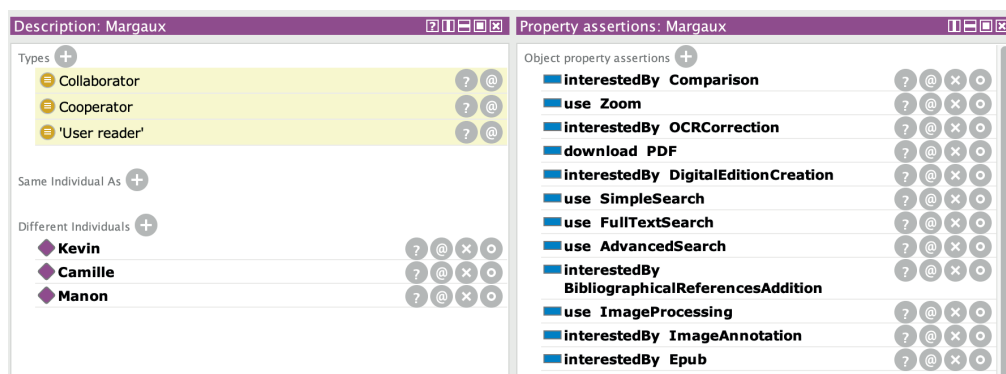 Description: Margaux
Types
Collaborator
Cooperator
'User reader'
Same Individual As
Different Individuals
Kevin
Camille
Manon
Property assertions: Margaux
Object property assertions
interestedBy Comparison
use Zoom
interestedBy OCRCorrection
download PDF
interestedBy DigitalEditionCreation
use SimpleSearch
use FullTextSearch
use AdvancedSearch
interestedBy
BibliographicalReferencesAddition
use ImageProcessing
interestedBy ImageAnnotation
interestedBy Epub